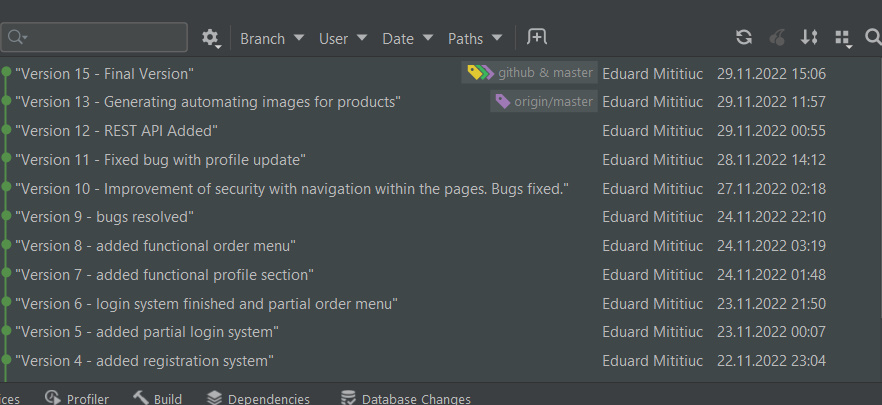 Branch User Date Paths
"Version 15 - Final Version" github & master Eduard Mititiuc 29.11.2022 15:06
"Version 13 - Generating automating images for products" origin/master Eduard Mititiuc 29.11.2022 11:57
"Version 12 - REST API Added" Eduard Mititiuc 29.11.2022 00:55
"Version 11 - Fixed bug with profile update" Eduard Mititiuc 28.11.2022 14:12
"Version 10 - Improvement of security with navigation within the pages. Bugs fixed." Eduard Mititiuc 27.11.2022 02:18
"Version 9 - bugs resolved" Eduard Mititiuc 24.11.2022 22:10
"Version 8 - added functional order menu" Eduard Mititiuc 24.11.2022 03:19
"Version 7 - added functional profile section" Eduard Mititiuc 24.11.2022 01:48
"Version 6 - login system finished and partial order menu" Eduard Mititiuc 23.11.2022 21:50
"Version 5 - added partial login system" Eduard Mititiuc 23.11.2022 00:07
"Version 4 - added registration system" Eduard Mititiuc 22.11.2022 23:04
ices Profiler Build Dependencies Database Changes